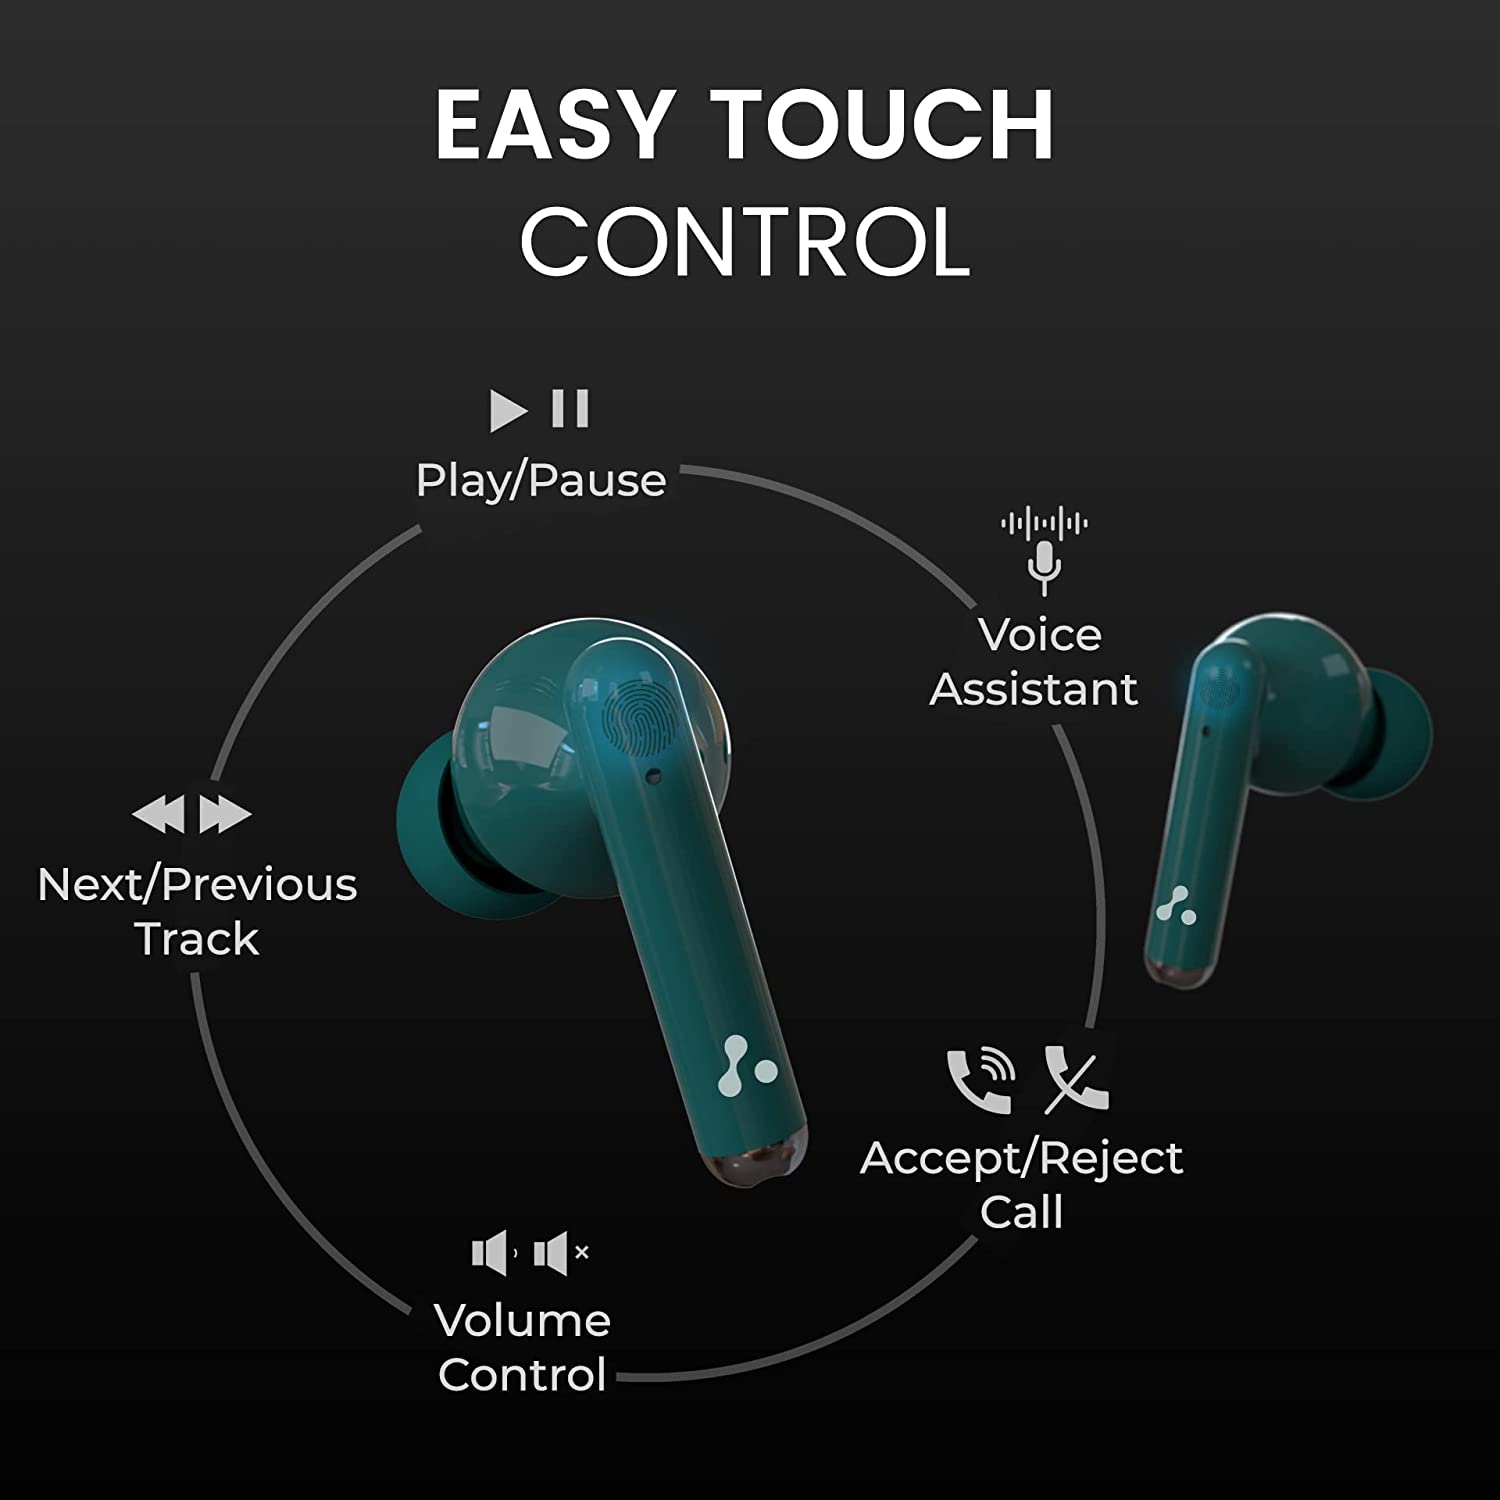 EASY TOUCH
CONTROL
Play/Pause
Voice
Assistant
Next/Previous
Track
Accept/Reject
Call
Volume
Control